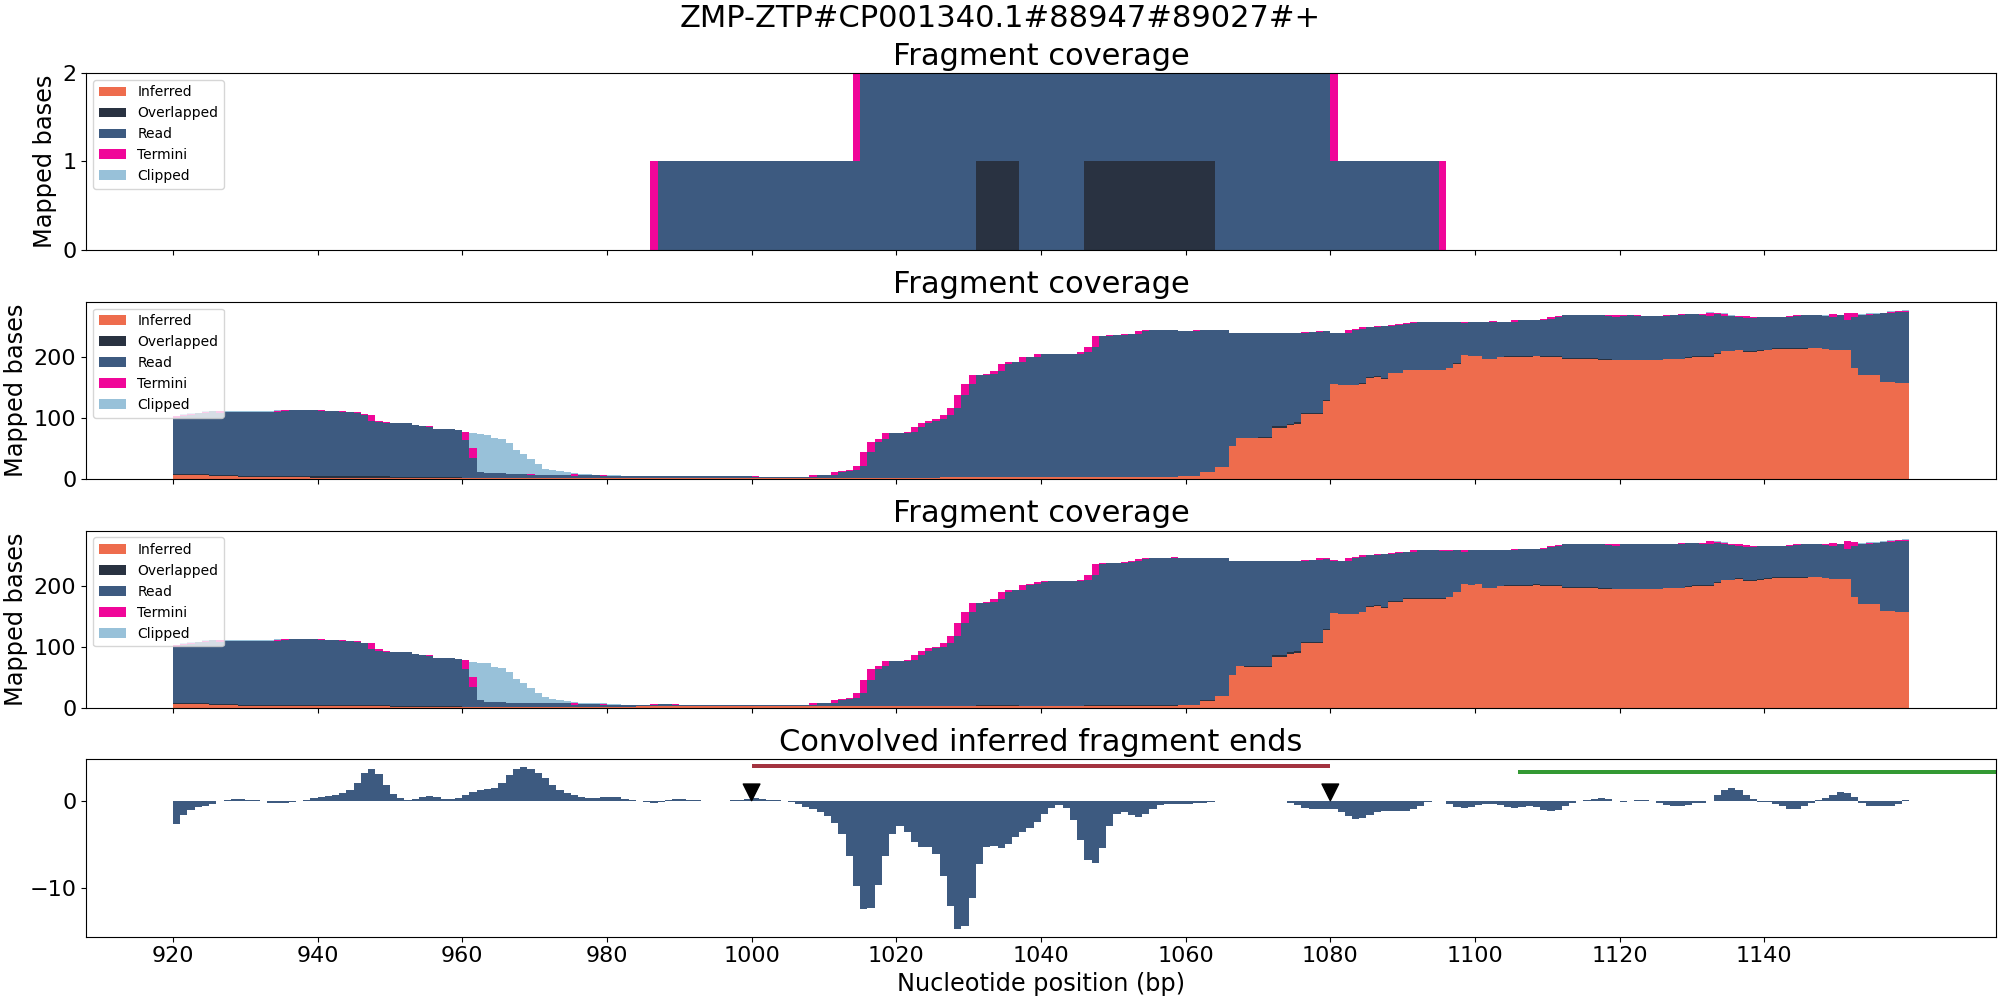 ZMP-ZTP#CP001340.1#88947#89027#+
Fragment coverage
Mapped bases
2
1
0
Inferred
Overlapped
Read
Termini
Clipped
Fragment coverage
Mapped bases
200
100
0
Inferred
Overlapped
Read
Termini
Clipped
Fragment coverage
Mapped bases
200
100
0
Inferred
Overlapped
Read
Termini
Clipped
Convolved inferred fragment ends
0
−10
920 940 960 980 1000 1020 1040 1060 1080 1100 1120 1140
Nucleotide position (bp)